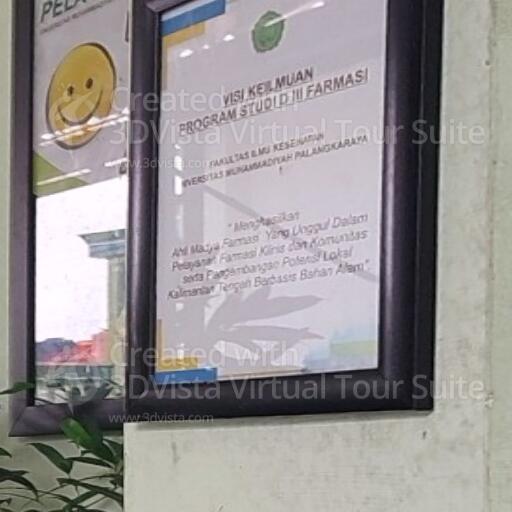 PELA
VISI KEILMUAN
PROGRAM STUDI D III FARMASI
FAKULTAS ILMU KESEHATAN
UNIVERSITAS MUHAMMADIYAH PALANGKARAYA
" Menghasilkan
Ahli Madya Farmasi Yang Unggul Dalam
Pelayanan Farmasi Klinis dan Komunitas
serta Pengembangan Potensi Lokal
Kalimantan Tengah Berbasis Bahan Alam"
Created with
3DVista Virtual Tour Suite
www.3dvista.com
Created with
3DVista Virtual Tour Suite
www.3dvista.com